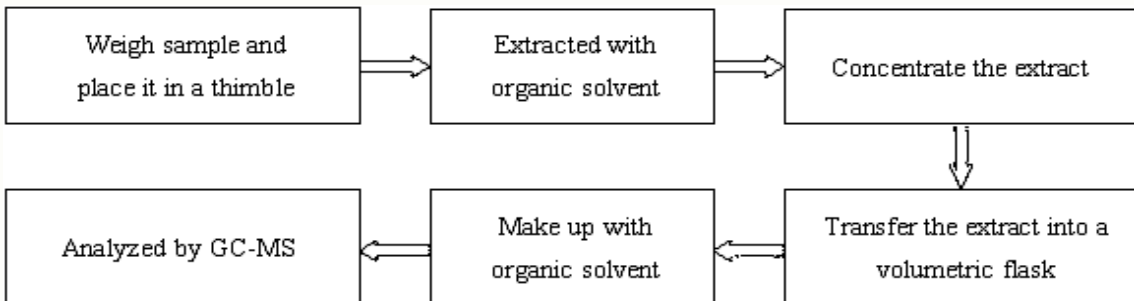 Weigh sample and
place it in a thimble
Extracted with
organic solvent
Concentrate the extract
Transfer the extract into a
volumetric flask
Make up with
organic solvent
Analyzed by GC-MS